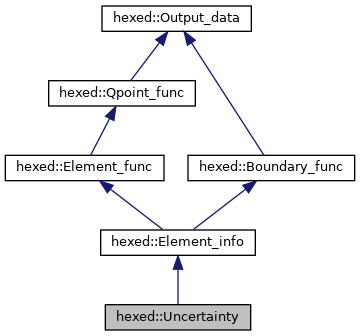 hexed::Output_data
hexed::Qpoint_func
hexed::Element_func
hexed::Boundary_func
hexed::Element_info
hexed::Uncertainty